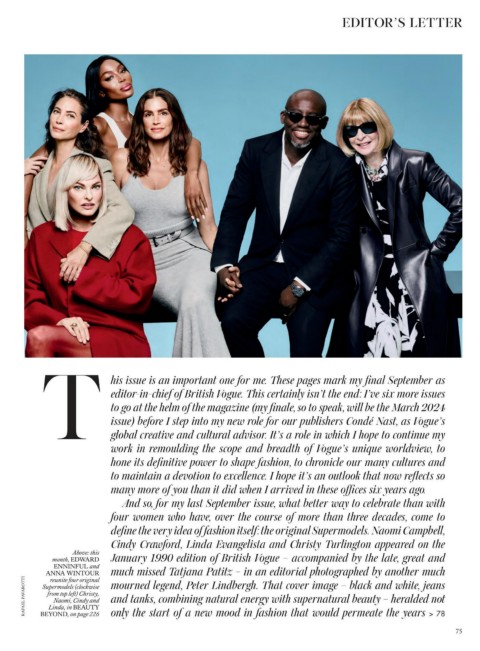 EDITOR'S LETTER
This issue is an important one for me. These pages mark my final September as
editor-in-chief of British Vogue. This certainly isn't the end: I've six more issues
to go at the helm of the magazine (my finale, so to speak, will be the March 2024
issue) before I step into my new role for our publishers Condé Nast, as Vogue's
global creative and cultural advisor. It's a role in which I hope to continue my
work in remoulding the scope and breadth of Vogue's unique worldview, to
hone its definitive power to shape fashion, to chronicle our many cultures and
to maintain a devotion to excellence. I hope it's an outlook that now reflects so
many more of you than it did when I arrived in these offices six years ago.
And so, for my last September issue, what better way to celebrate than with
four women who have, over the course of more than three decades, come to
define the very idea of fashion itself: the original Supermodels. Naomi Campbell,
Cindy Crawford, Linda Evangelista and Christy Turlington appeared on the
January 1990 edition of British Vogue – accompanied by the late, great and
much missed Tatjana Patitz – in an editorial photographed by another much
mourned legend, Peter Lindbergh. That cover image – black and white, jeans
and tanks, combining natural energy with supernatural beauty – heralded not
only the start of a new mood in fashion that would permeate the years > 78
Above: this
month, EDWARD
ENNINFUL and
ANNA WINTOUR
reunite four original
Supermodels (clockwise
from top left) Christy,
Naomi, Cindy and
Linda, in BEAUTY
BEYOND, on page 226
RAFAEL PAVAROTTI
75